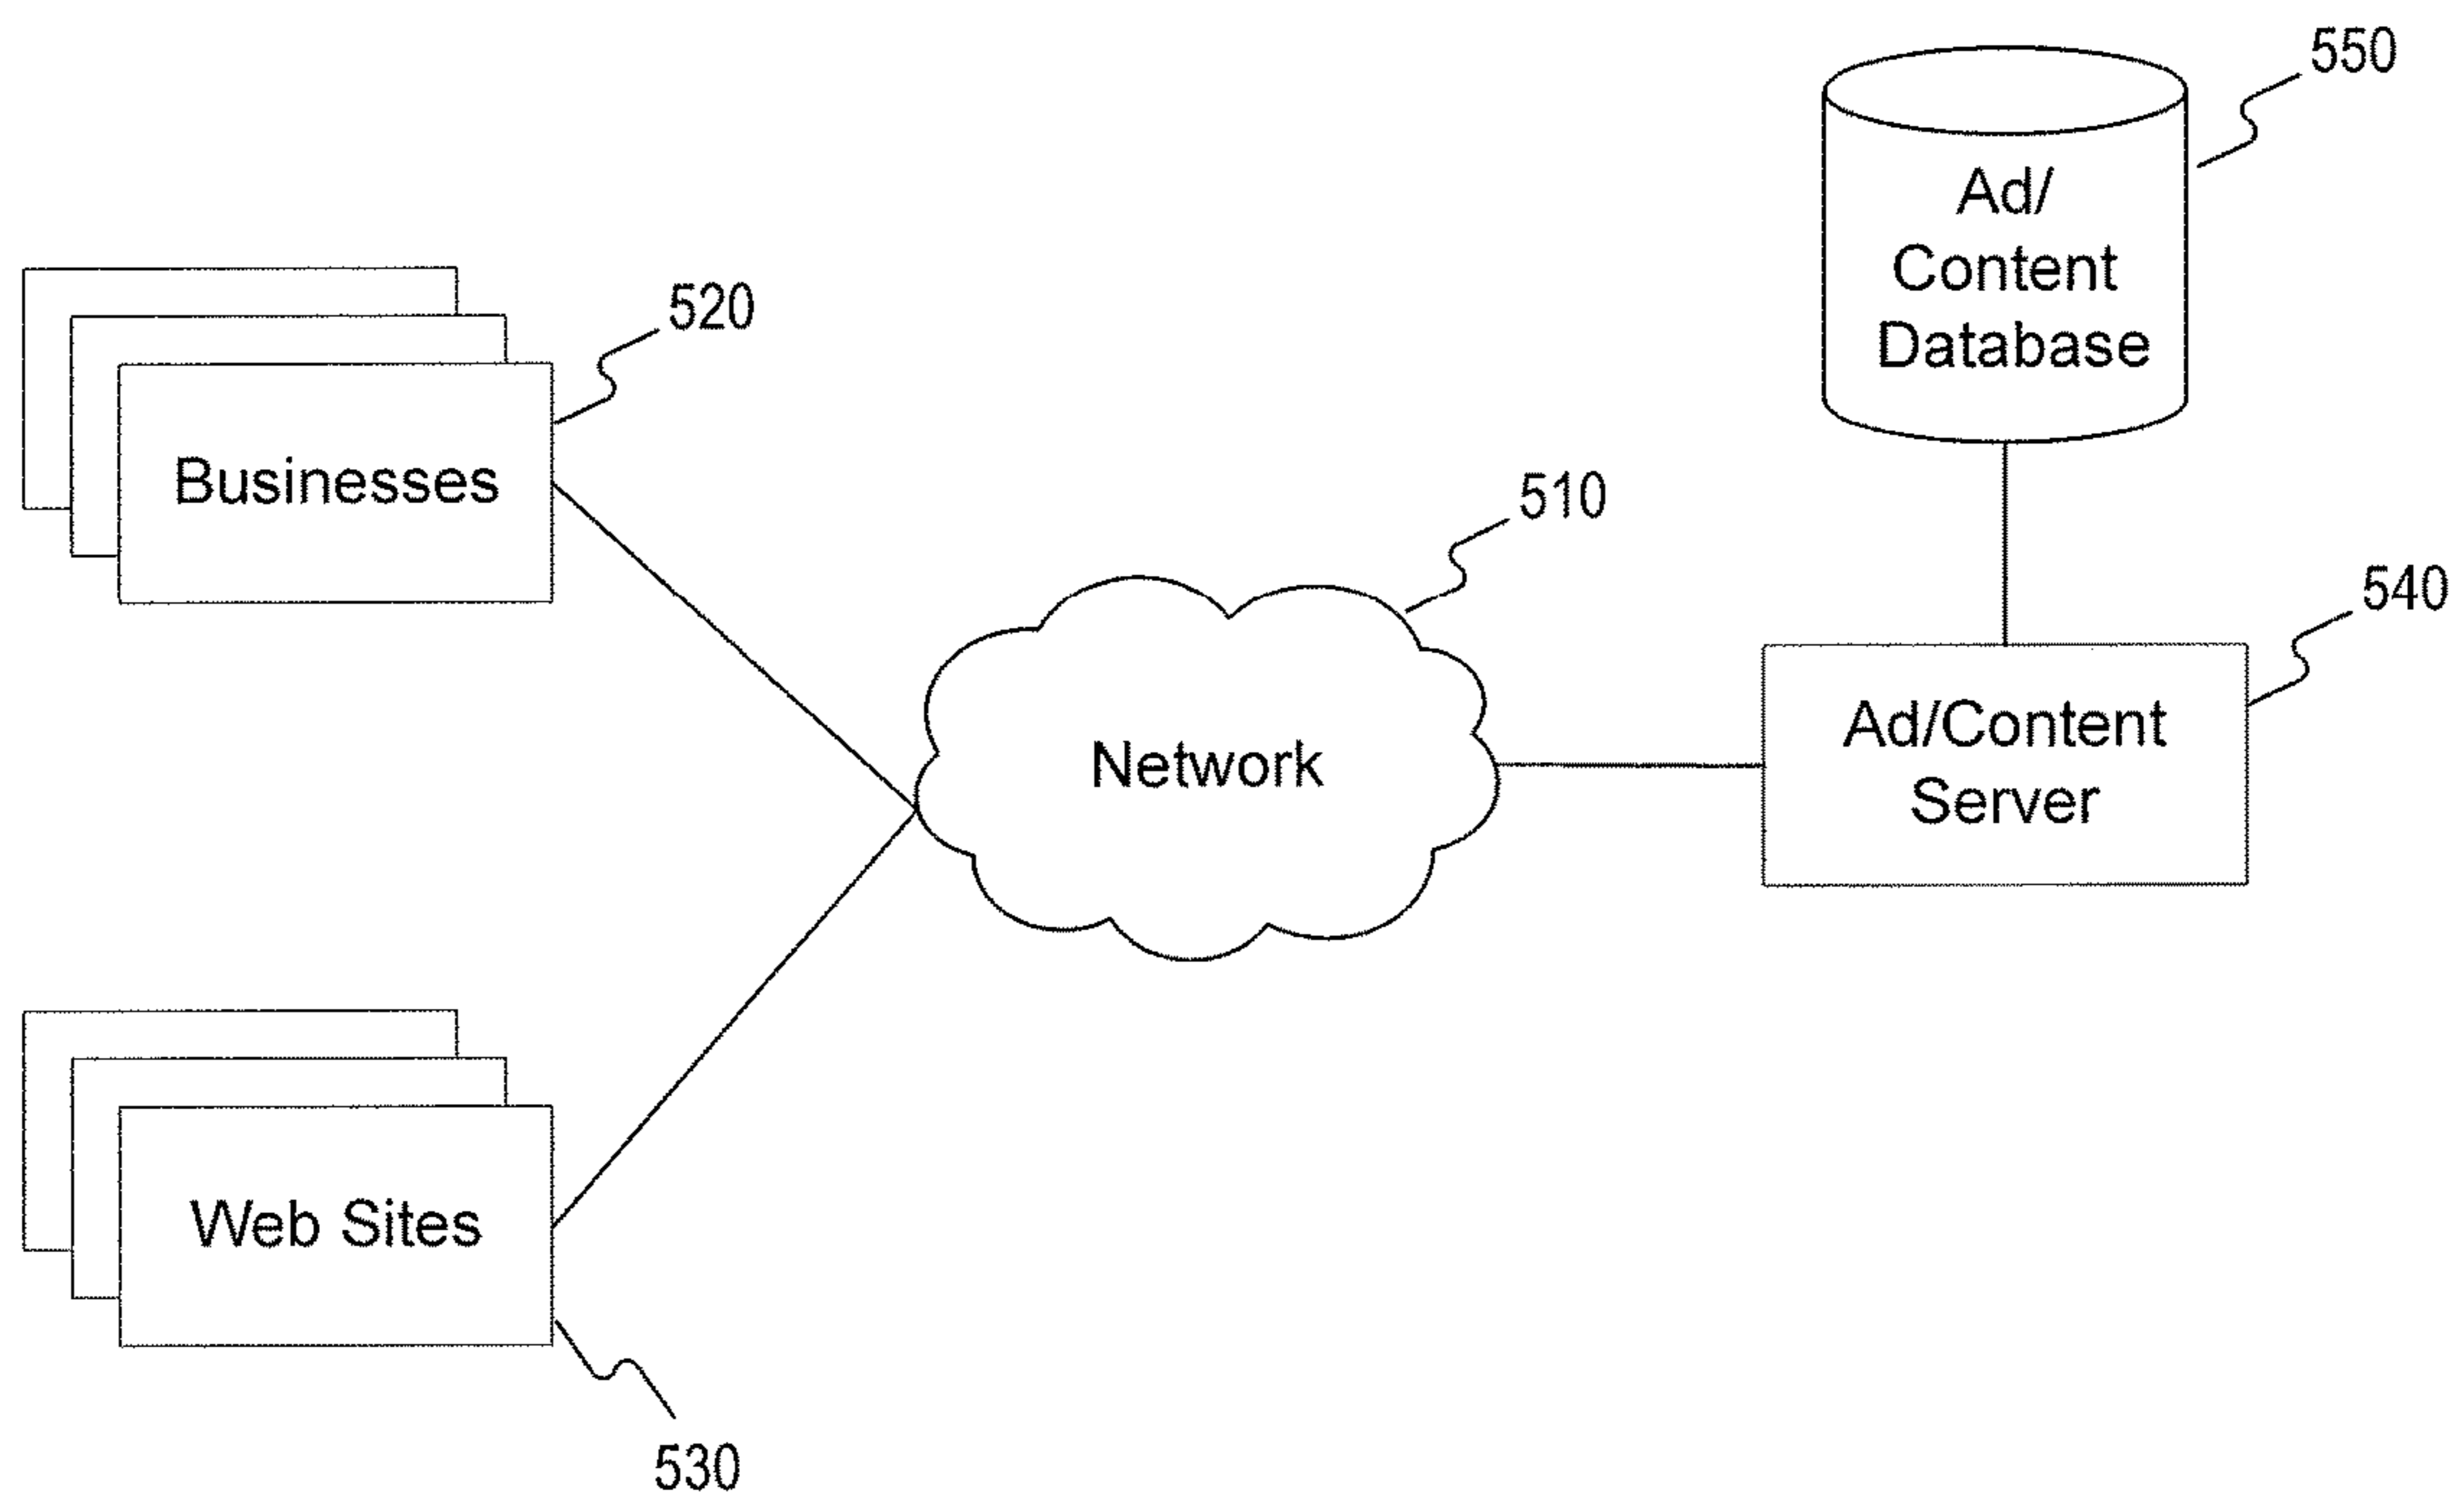 550
Ad/
Content
Database
520
Businesses
510
Network
540
Ad/Content
Server
Web Sites
530